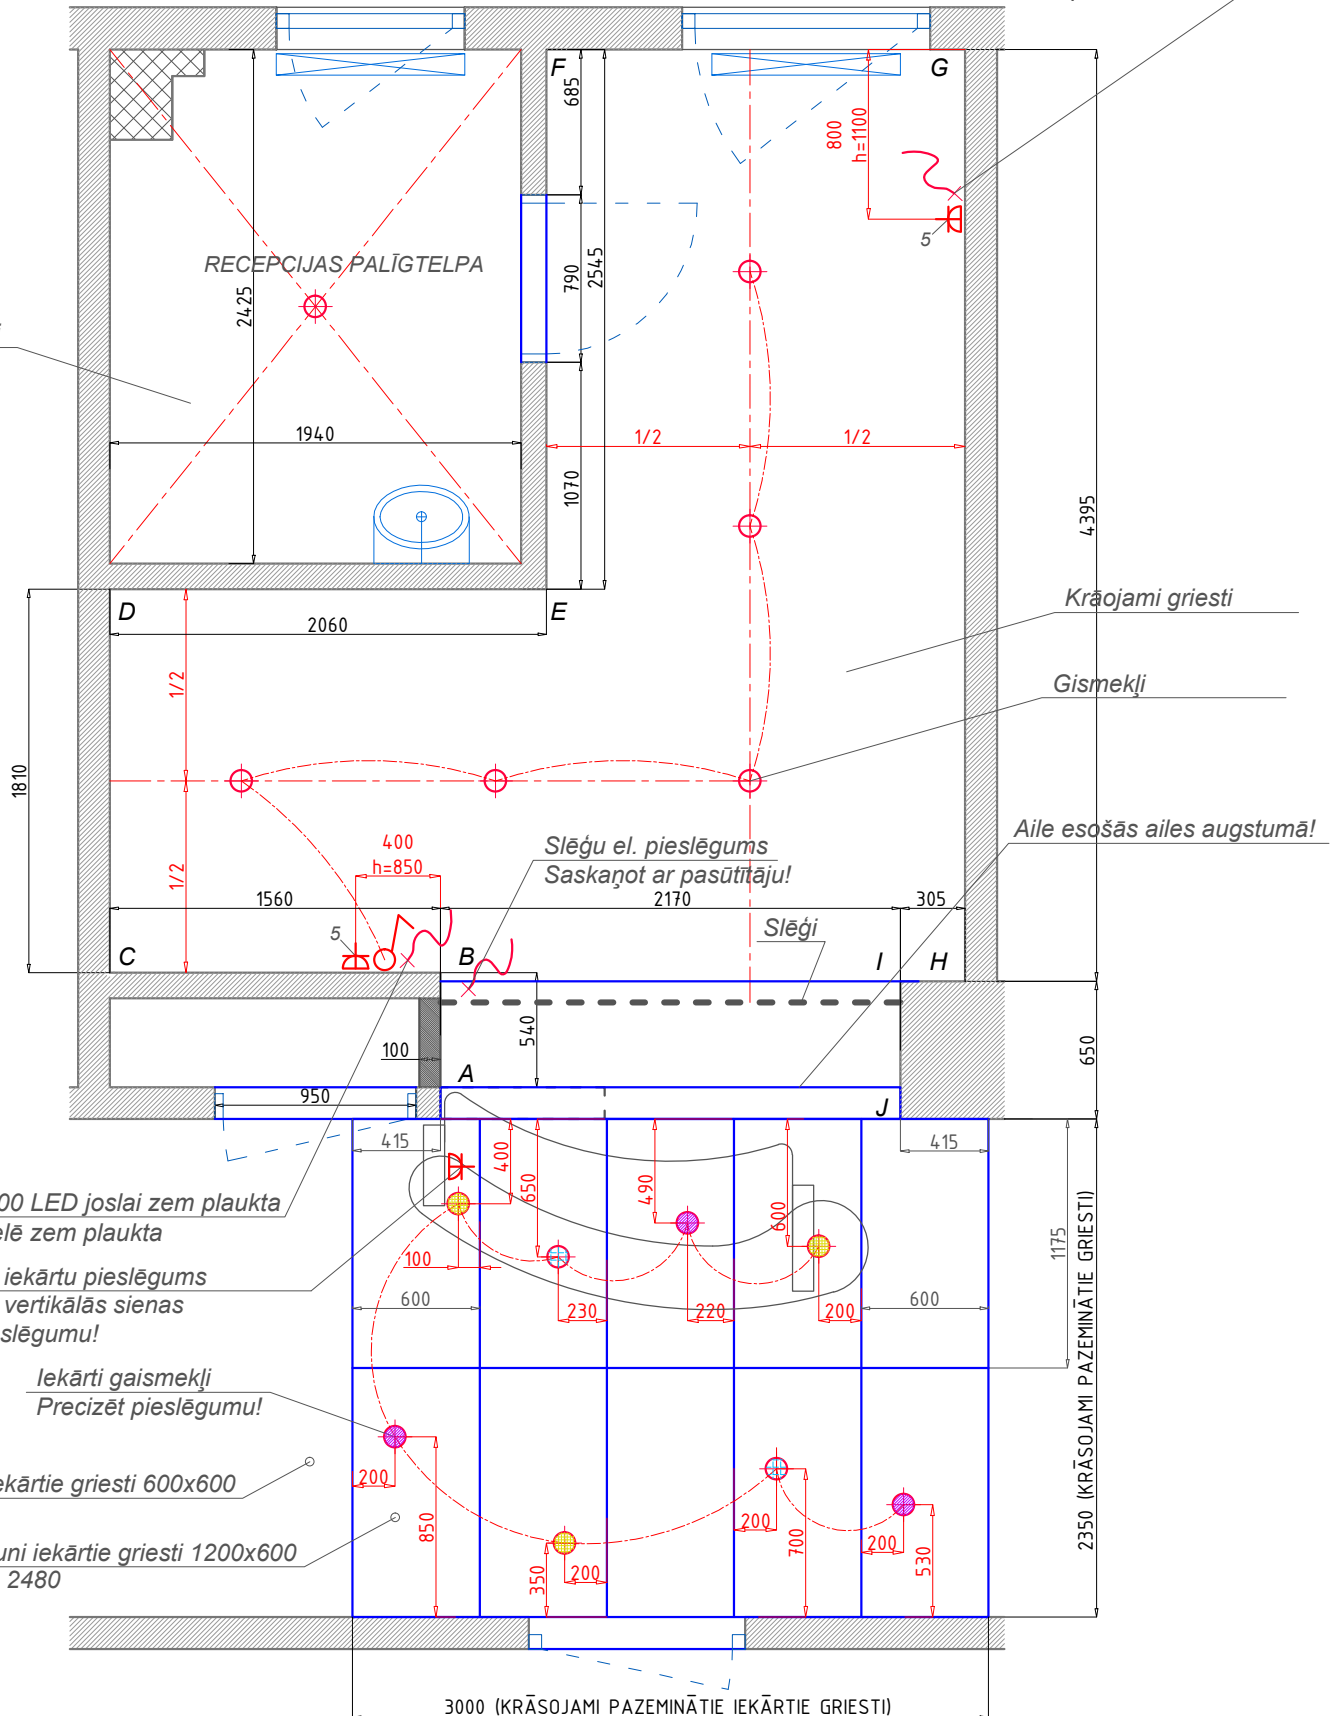 F
G
685
800
h=1100
5
RECEPCIJAS PALĪGTELPA
790
2545
2425
1940
1/2
1/2
1070
4395
D
E
2060
Krāojami griesti
Gismekļi
1/2
1810
Aile esošās ailes augstumā!
400
h=850
Slēģu el. pieslēgums
Saskaņot ar pasūtītāju!
1/2
1560
2170
305
5
Slēģi
C
B
I
H
540
650
100
A
950
J
415
400
650
490
600
415
00 LED joslai zem plaukta
elē zem plaukta
iekārtu pieslēgums
vertikālās sienas
slēgumu!
100
600
230
220
200
600
1175
2350 (KRĀSOJAMI PAZEMINĀTIE GRIESTI)
Iekārti gaismekļi
Precizēt pieslēgumu!
ekārtie griesti 600x600
200
850
200
700
200
530
350
200
uni iekārtie griesti 1200x600
2480
3000 (KRĀSOJAMI PAZEMINĀTIE IEKĀRTIE GRIESTI)